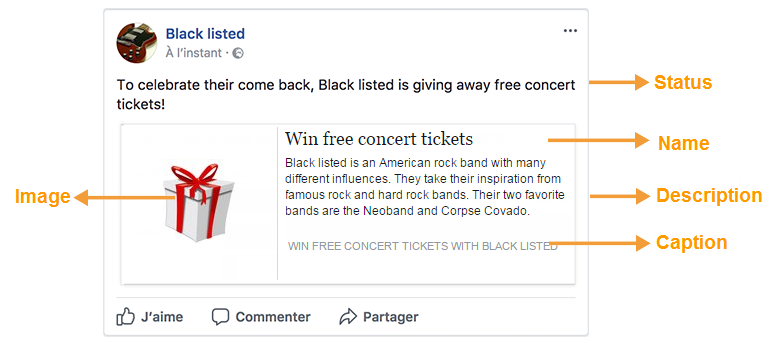 Black listed
À l'instant ·
To celebrate their come back, Black listed is giving away free concert
tickets!
Status
Win free concert tickets
Name
Black listed is an American rock band with many
different influences. They take their inspiration from
famous rock and hard rock bands. Their two favorite
bands are the Neoband and Corpse Covado.
Image
Description
WIN FREE CONCERT TICKETS WITH BLACK LISTED
Caption
J'aime
Commenter
Partager